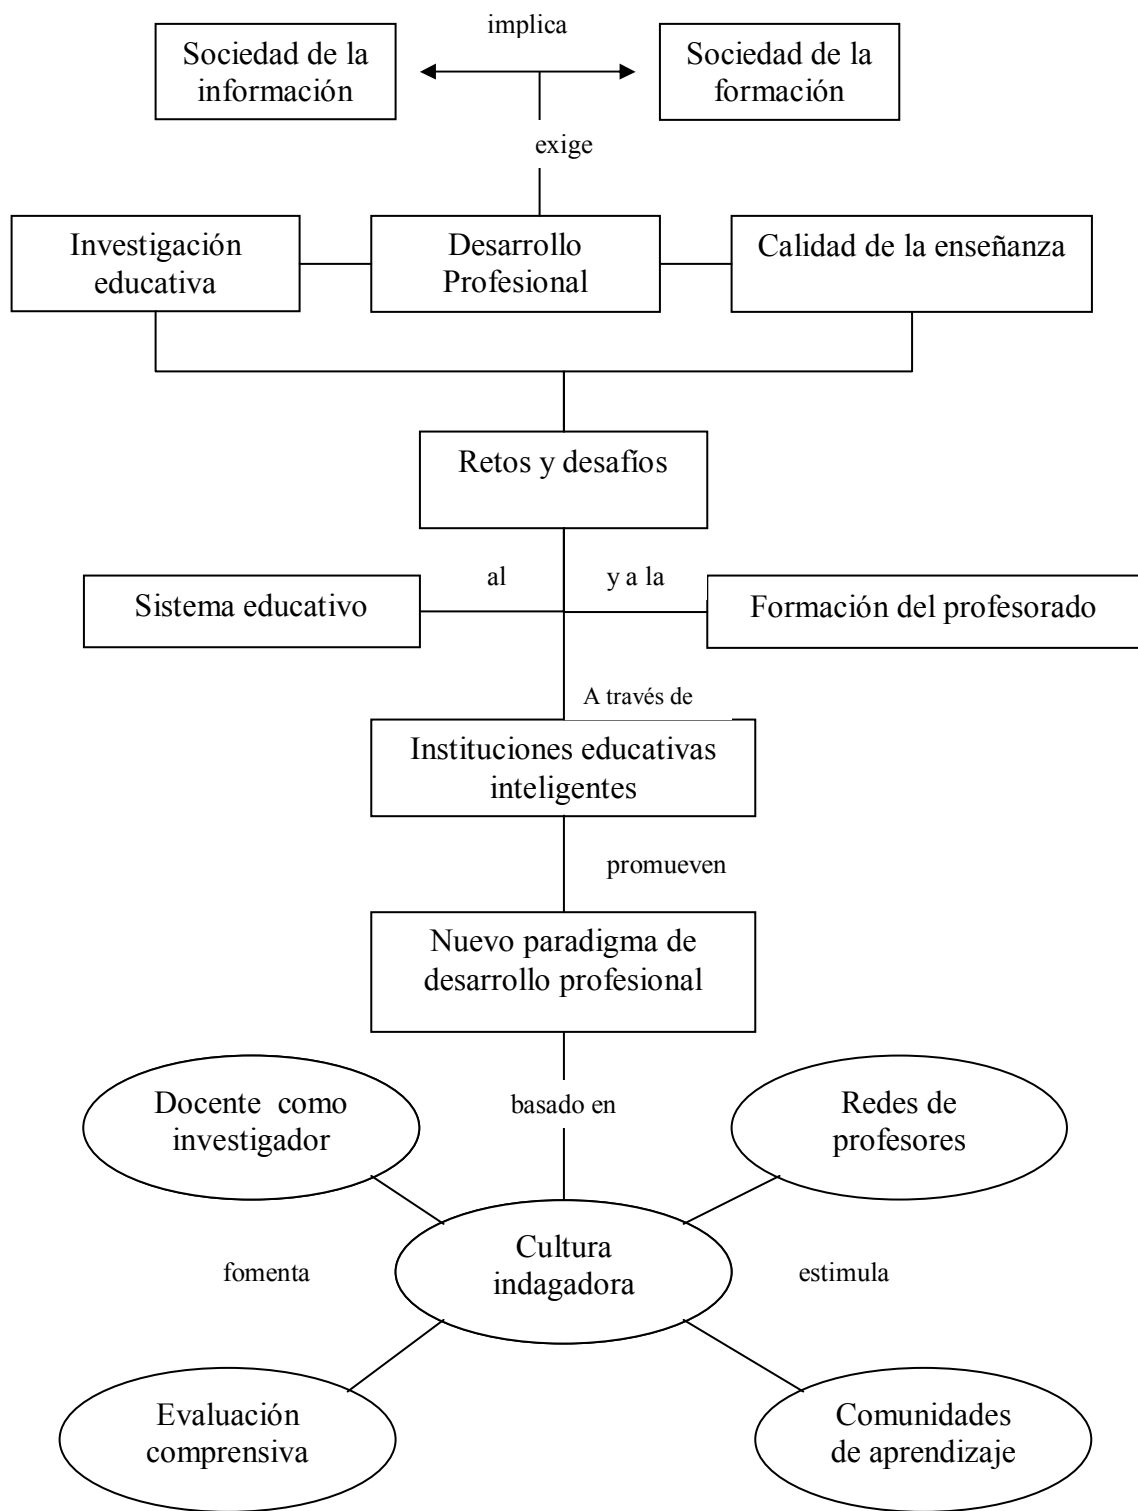 implica
Sociedad de la
información
Sociedad de la
formación
exige
Investigación
educativa
Desarrollo
Profesional
Calidad de la enseñanza
Retos y desafíos
al
y a la
Sistema educativo
Formación del profesorado
A través de
Instituciones educativas
inteligentes
promueven
Nuevo paradigma de
desarrollo profesional
Docente como
investigador
basado en
Redes de
profesores
fomenta
Cultura
indagadora
estimula
Evaluación
comprensiva
Comunidades
de aprendizaje